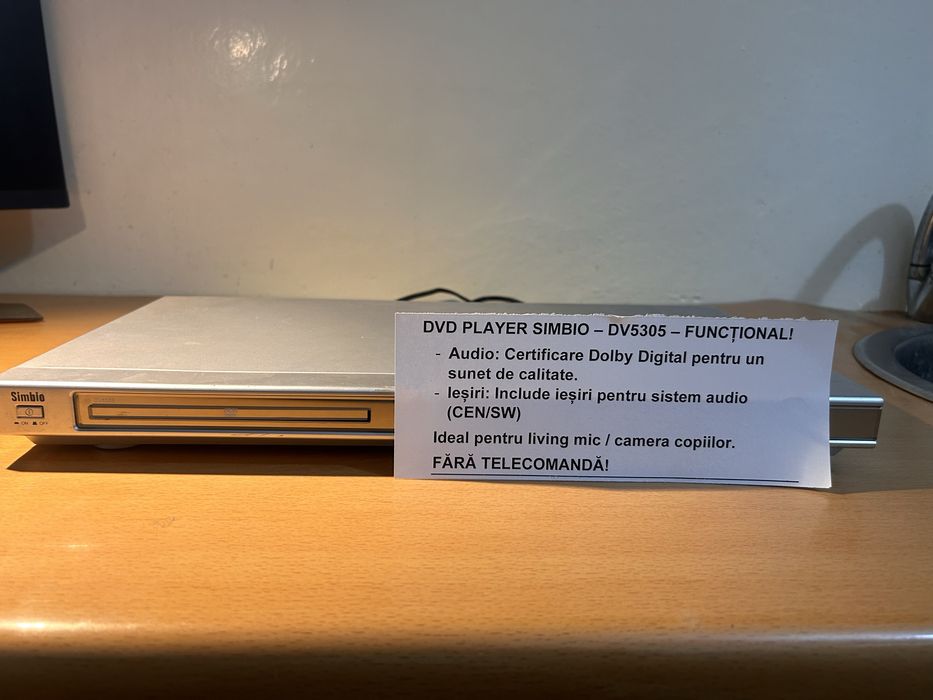 Simbio
ON OFF
DVD PLAYER SIMBIO – DV5305 – FUNCȚIONAL!
- Audio: Certificare Dolby Digital pentru un
sunet de calitate.
- Ieșiri: Include ieșiri pentru sistem audio
(CEN/SW)
Ideal pentru living mic / camera copiilor.
FĂRĂ TELECOMANDĂ!